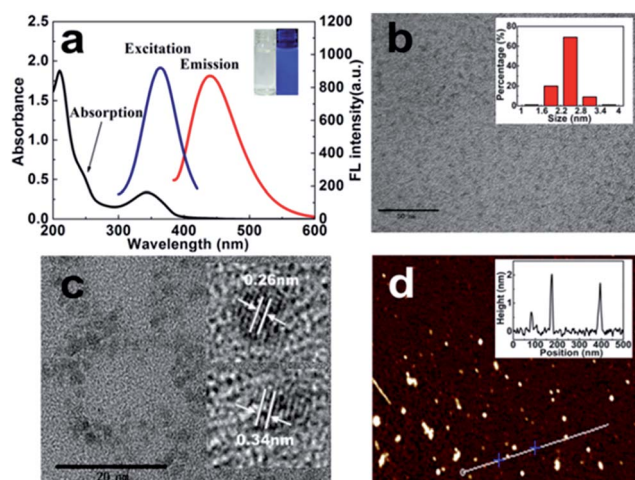 a
Excitation
Emission
Absorption
2.5
2.0
1.5
1.0
0.5
0.0
Absorbance
1200
1000
800
600
400
200
0
FL intensity(a.u.)
200 300 400 500 600
Wavelength (nm)
b
80
60
40
20
0
Percentage (%)
1 1.6 2.2 2.8 3.4 4
Size (nm)
c
0.26nm
0.34nm
20 nm
d
2
1
0
Height (nm)
0 100 200 300 400 500
Position (nm)